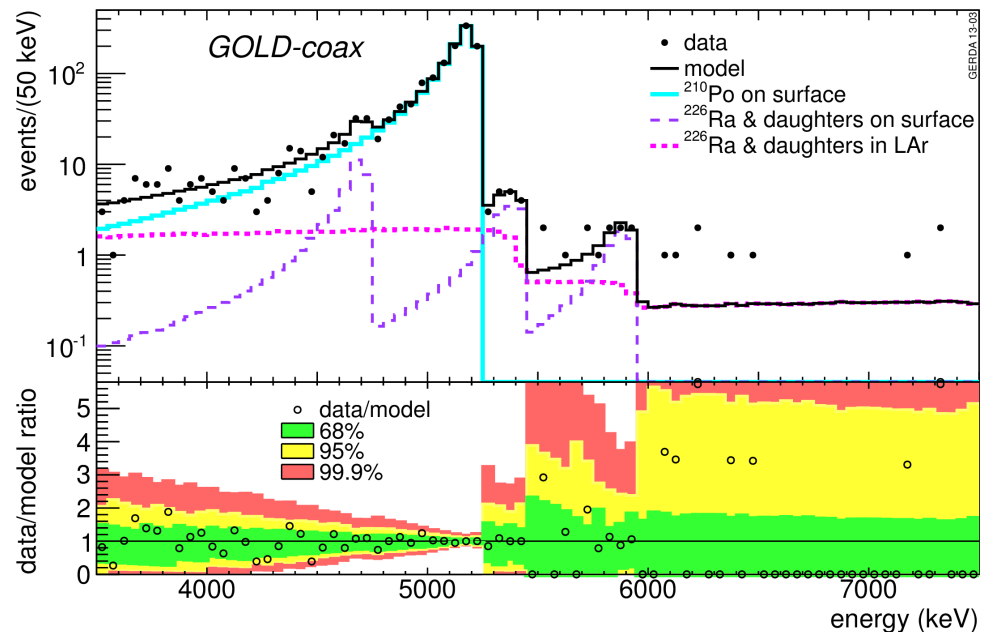 GOLD-coax
GERDA 13-03
data
model
²¹⁰Po on surface
²²⁶Ra & daughters on surface
²²⁶Ra & daughters in LAr
events/(50 keV)
10²
10
1
10⁻¹
data/model ratio
5
4
3
2
1
0
data/model
68%
95%
99.9%
4000 5000 6000 7000
energy (keV)